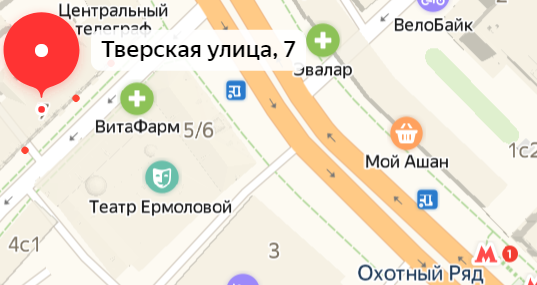 Центральный
телеграф
Тверская улица, 7
ВелоБайк
Эвалар
ВитаФарм
5/6
Мой Ашан
1с2
Театр Ермоловой
4с1
3
1
Охотный Ряд